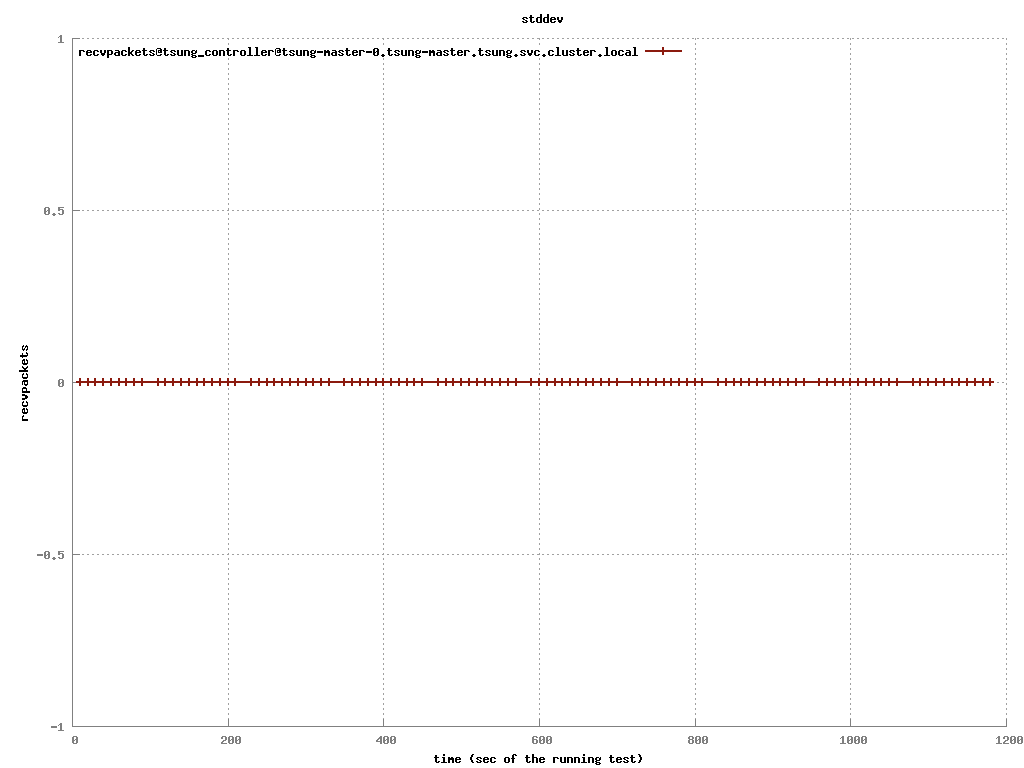 stddev
recvpackets@tsung_controller@tsung-master-0.tsung-master.tsung.svc.cluster.local
1
0.5
0
-0.5
-1
recvpackets
0 200 400 600 800 1000 1200
time (sec of the running test)